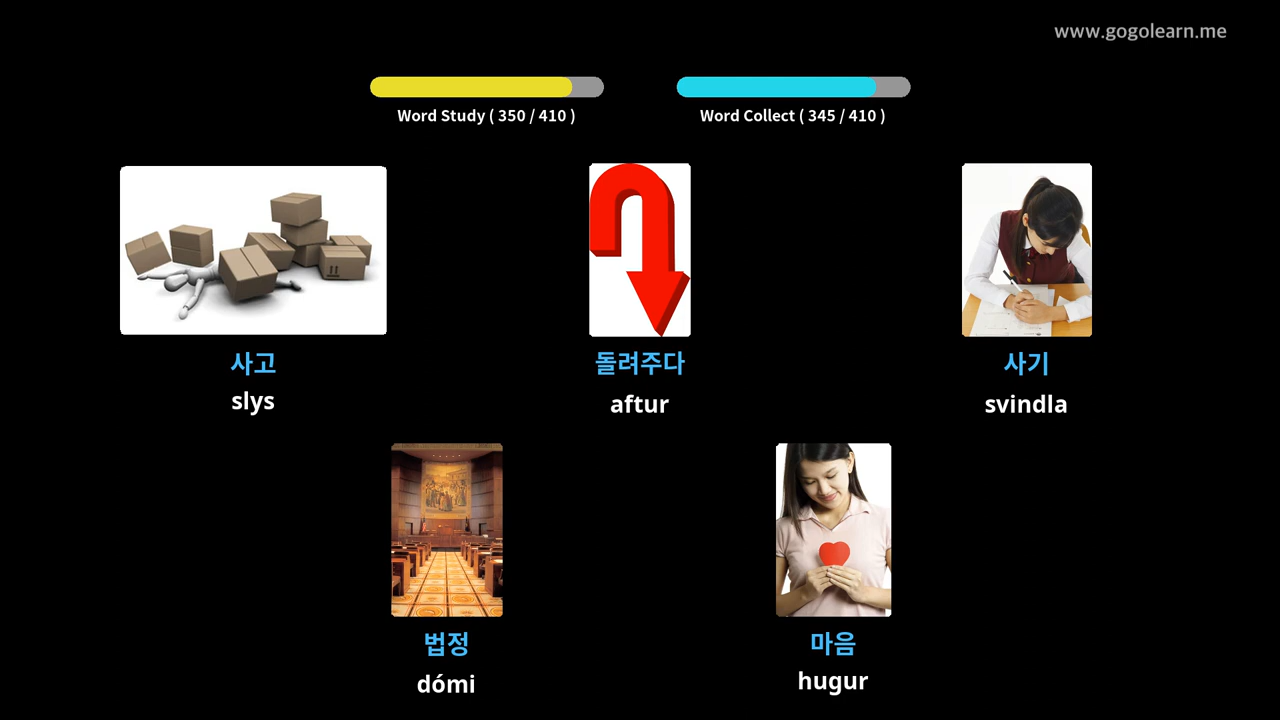 www.gogolearn.me
Word Study ( 350 / 410 )
Word Collect ( 345 / 410 )
사고
slys
돌려주다
aftur
사기
svindla
법정
dómi
마음
hugur